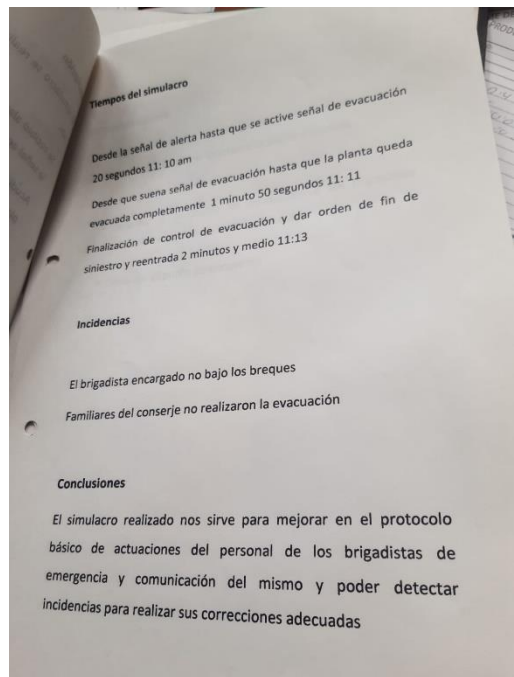 Tiempos del simulacro
Desde la señal de alerta hasta que se active señal de evacuación
20 segundos 11: 10 am
Desde que suena señal de evacuación hasta que la planta queda
evacuada completamente 1 minuto 50 segundos 11: 11
Finalización de control de evacuación y dar orden de fin de
siniestro y reentrada 2 minutos y medio 11:13
Incidencias
El brigadista encargado no bajo los breques
Familiares del conserje no realizaron la evacuación
Conclusiones
El simulacro realizado nos sirve para mejorar en el protocolo
básico de actuaciones del personal de los brigadistas de
emergencia y comunicación del mismo y poder detectar
incidencias para realizar sus correcciones adecuadas